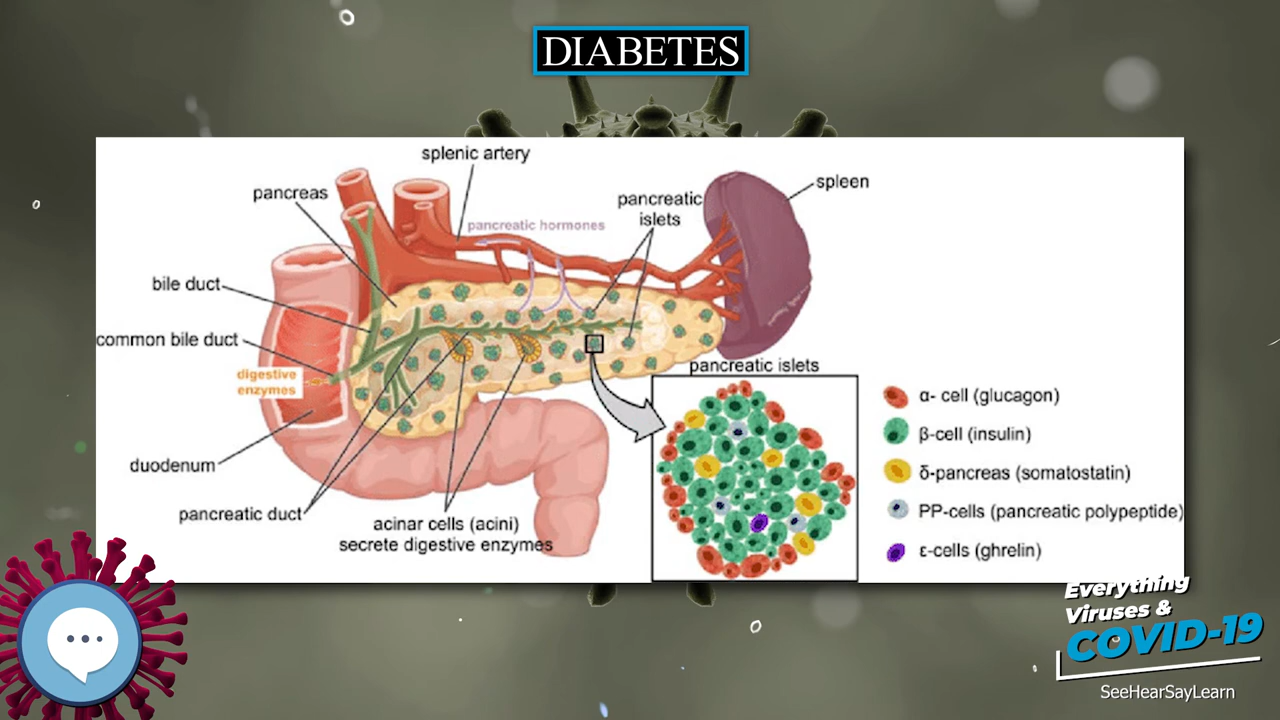 DIABETES
splenic artery
pancreas
pancreatic
islets
spleen
pancreatic hormones
bile duct
common bile duct
digestive
enzymes
pancreatic islets
α- cell (glucagon)
β-cell (insulin)
δ-pancreas (somatostatin)
PP-cells (pancreatic polypeptide)
ε-cells (ghrelin)
duodenum
pancreatic duct
acinar cells (acini)
secrete digestive enzymes
Everything
Viruses &
COVID-19
SeeHearSayLearn